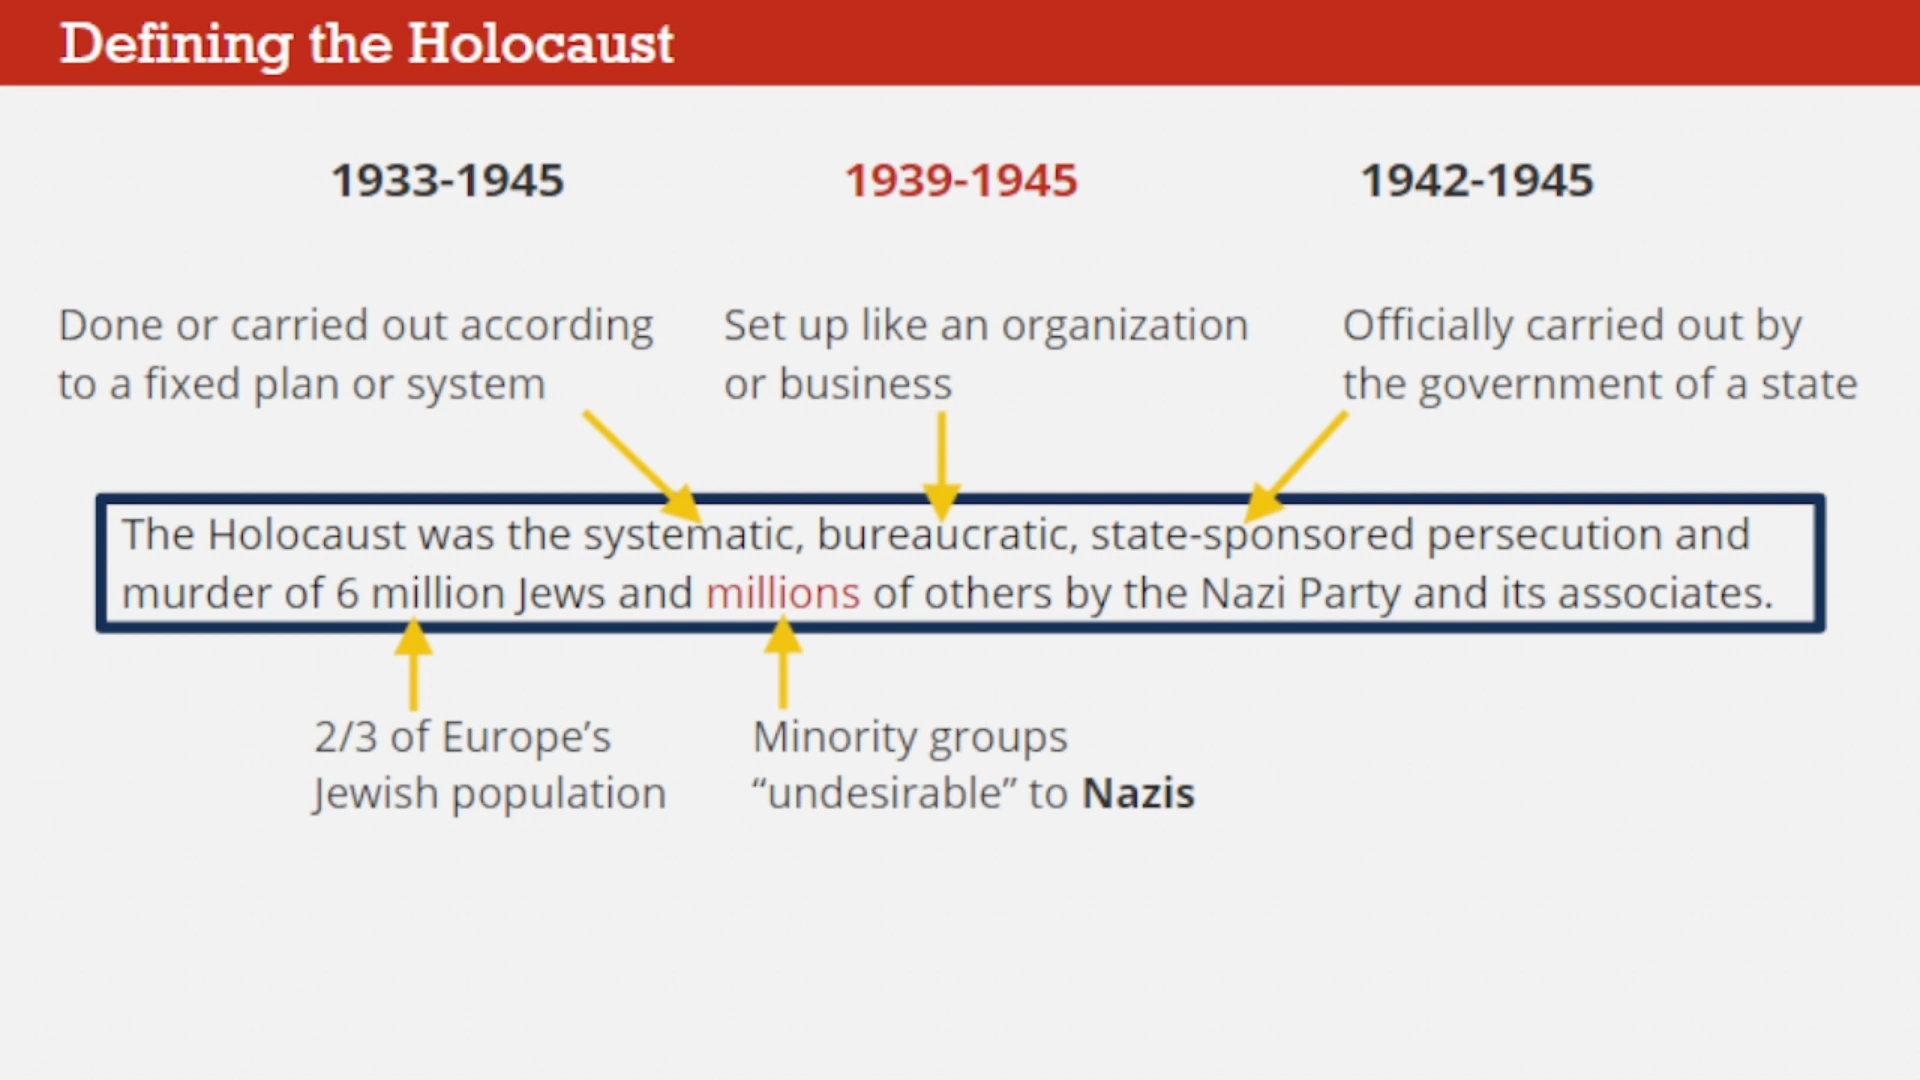 Defining the Holocaust
1933-1945 1939-1945 1942-1945
Done or carried out according
to a fixed plan or system
Set up like an organization
or business
Officially carried out by
the government of a state
The Holocaust was the systematic, bureaucratic, state-sponsored persecution and
murder of 6 million Jews and millions of others by the Nazi Party and its associates.
2/3 of Europe’s
Jewish population
Minority groups
“undesirable” to Nazis